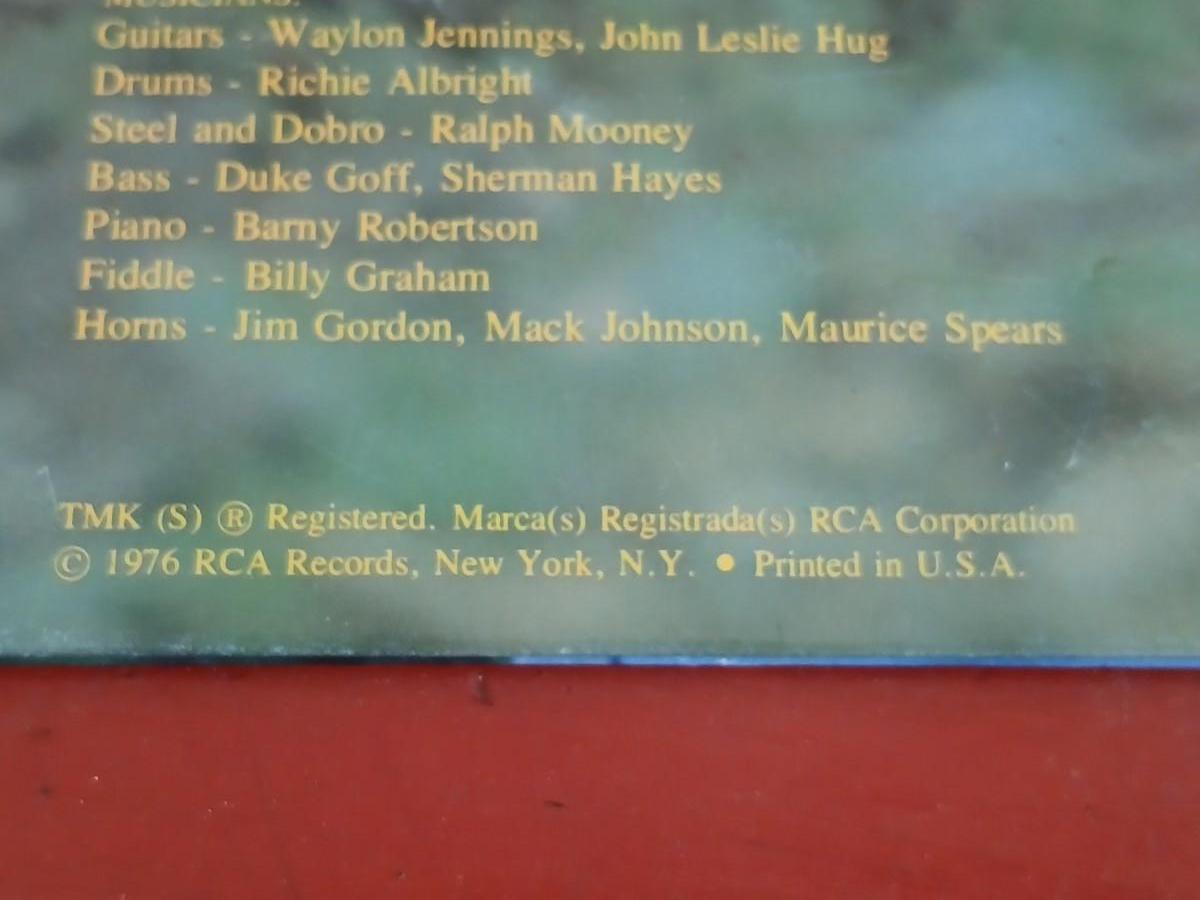 MUSICIANS:
Guitars - Waylon Jennings, John Leslie Hug
Drums - Richie Albright
Steel and Dobro - Ralph Mooney
Bass - Duke Goff, Sherman Hayes
Piano - Barny Robertson
Fiddle - Billy Graham
Horns - Jim Gordon, Mack Johnson, Maurice Spears
TMK (S) ® Registered. Marca(s) Registrada(s) RCA Corporation
© 1976 RCA Records, New York, N.Y. • Printed in U.S.A.